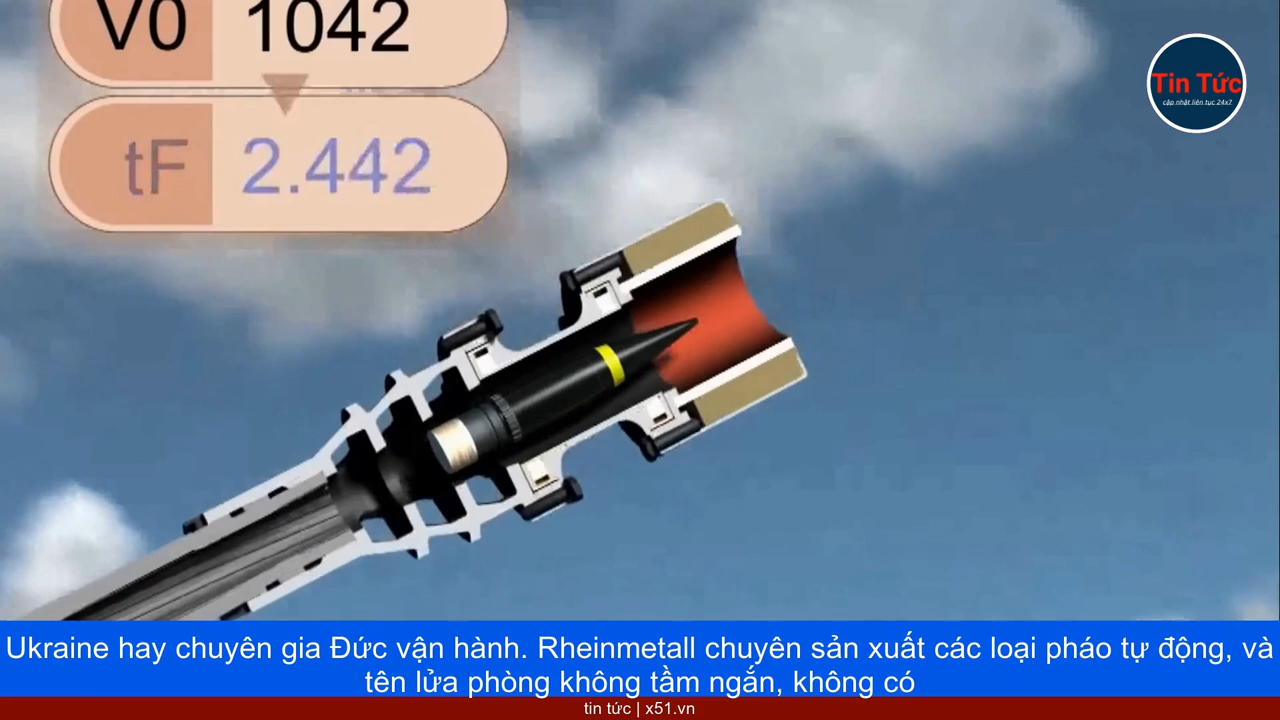 V0 1042
tF 2.442
Tin Tức
cập nhật liên tục 24x7
Ukraine hay chuyên gia Đức vận hành. Rheinmetall chuyên sản xuất các loại pháo tự động, và
tên lửa phòng không tầm ngắn, không có
tin tức | x51.vn